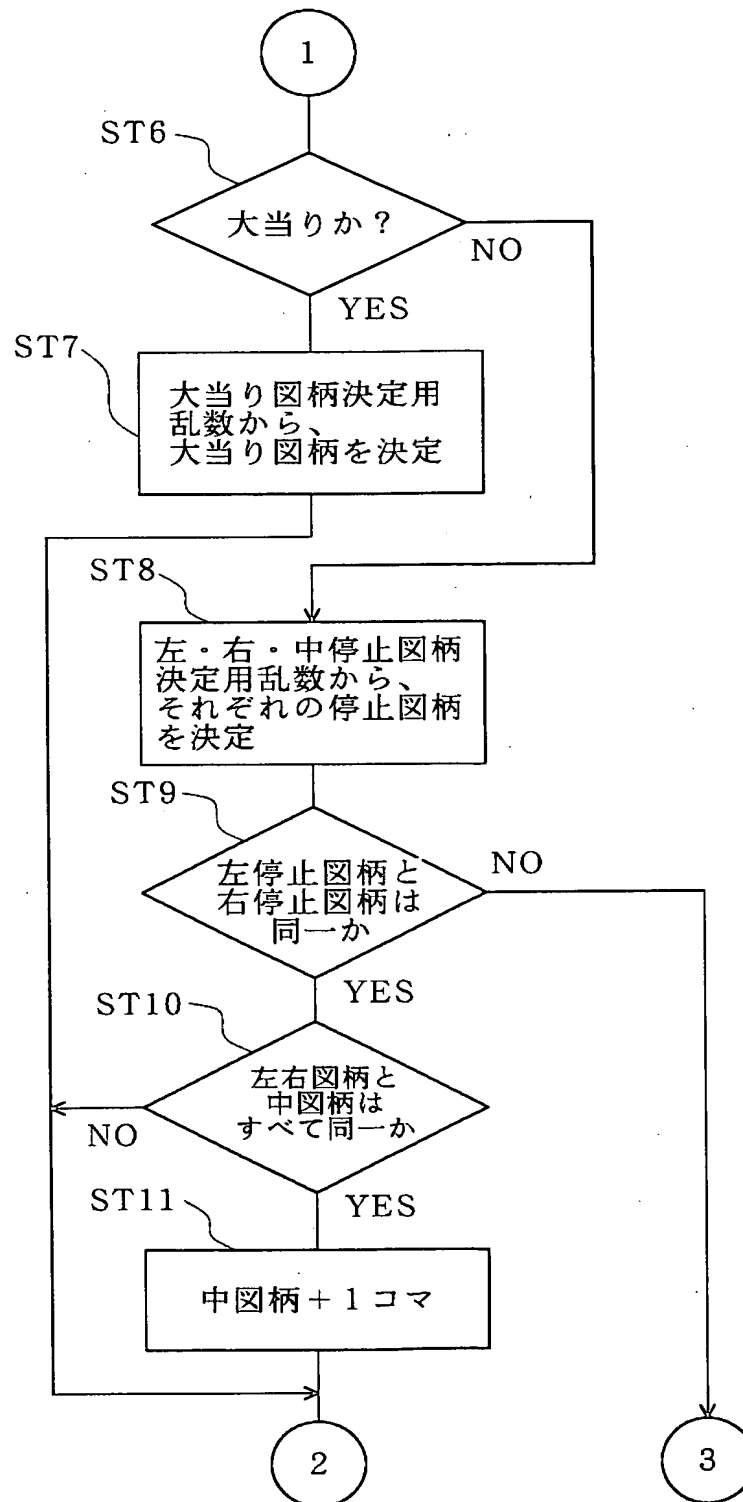 1
ST6
大当りか？
NO
YES
ST7
大当り図柄決定用
乱数から、
大当り図柄を決定
ST8
左・右・中停止図柄
決定用乱数から、
それぞれの停止図柄
を決定
ST9
左停止図柄と
右停止図柄は
同一か
NO
YES
ST10
左右図柄と
中図柄は
すべて同一か
NO
YES
ST11
中図柄＋１コマ
2
3